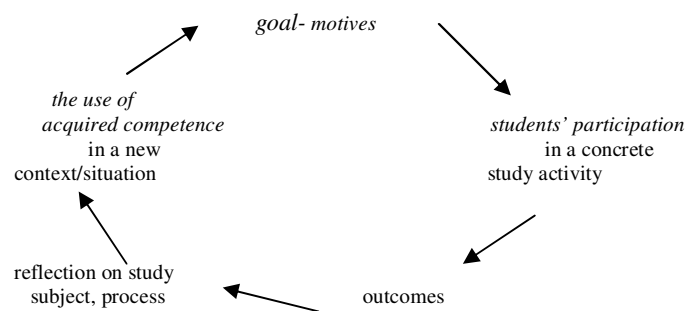 goal- motives
the use of
acquired competence
in a new
context/situation
students’ participation
in a concrete
study activity
reflection on study
subject, process
outcomes